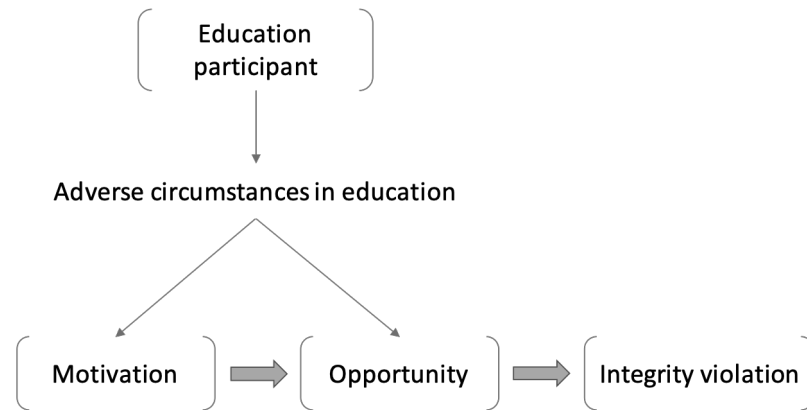 Education
participant
Adverse circumstances in education
Motivation
Opportunity
Integrity violation